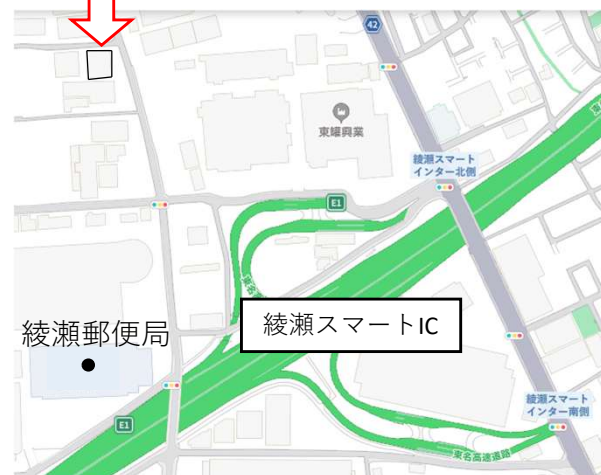 42
東曜興業
綾瀬スマート
インター北側
E1
綾瀬スマートIC
綾瀬郵便局
綾瀬スマート
インター南側
E1
東名高速道路